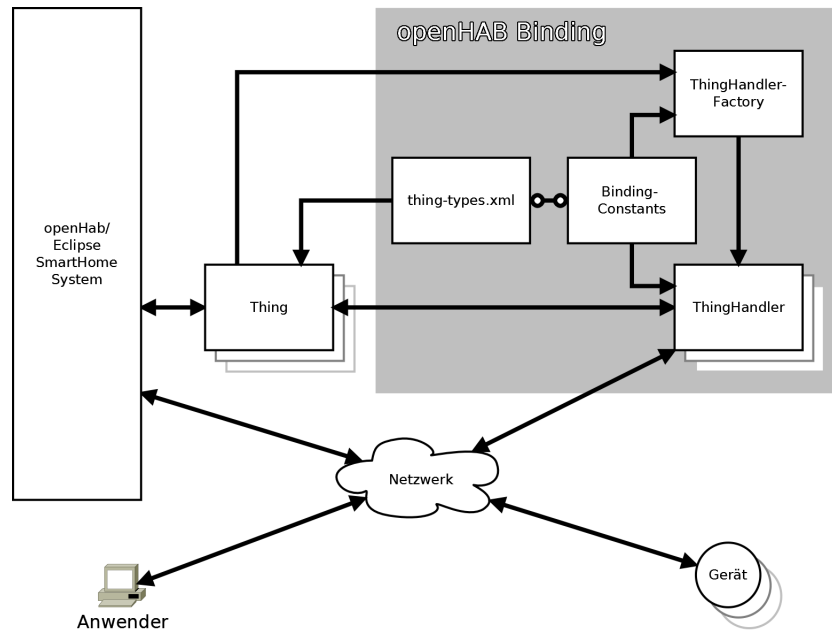 openHAB Binding
ThingHandler-
Factory
thing-types.xml
Binding-
Constants
openHab/
Eclipse
SmartHome
System
Thing
ThingHandler
Netzwerk
Gerät
Anwender